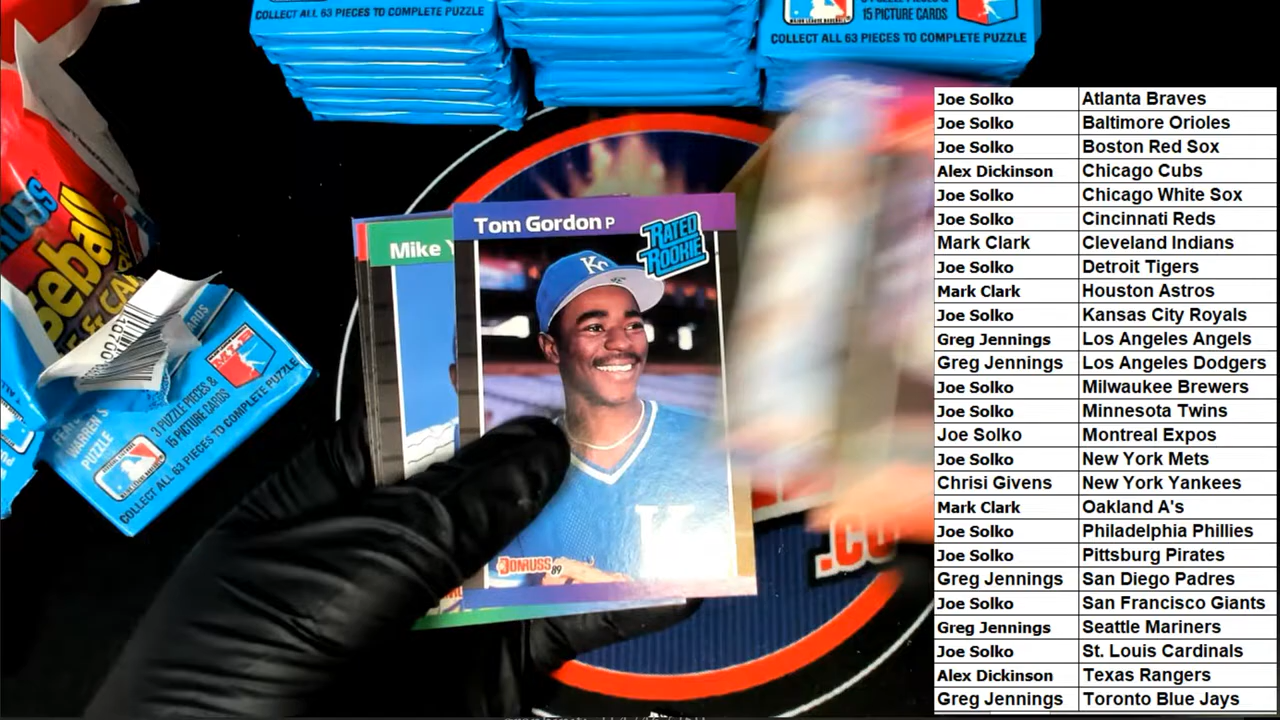 COLLECT ALL 63 PIECES TO COMPLETE PUZZLE
MAJOR LEAGUE BASEBALL
15 PICTURE CARDS
COLLECT ALL 63 PIECES TO COMPLETE PUZZLE
Tom Gordon P
RATED
ROOKIE
Mike
KC
DONRUSS 89
WARREN
PUZZLE
3 PUZZLE PIECES &
15 PICTURE CARDS
COLLECT ALL 63 PIECES TO COMPLETE PUZZLE
.CO
Joe Solko Atlanta Braves
Joe Solko Baltimore Orioles
Joe Solko Boston Red Sox
Alex Dickinson Chicago Cubs
Joe Solko Chicago White Sox
Joe Solko Cincinnati Reds
Mark Clark Cleveland Indians
Joe Solko Detroit Tigers
Mark Clark Houston Astros
Joe Solko Kansas City Royals
Greg Jennings Los Angeles Angels
Greg Jennings Los Angeles Dodgers
Joe Solko Milwaukee Brewers
Joe Solko Minnesota Twins
Joe Solko Montreal Expos
Joe Solko New York Mets
Chrisi Givens New York Yankees
Mark Clark Oakland A's
Joe Solko Philadelphia Phillies
Joe Solko Pittsburg Pirates
Greg Jennings San Diego Padres
Joe Solko San Francisco Giants
Greg Jennings Seattle Mariners
Joe Solko St. Louis Cardinals
Alex Dickinson Texas Rangers
Greg Jennings Toronto Blue Jays